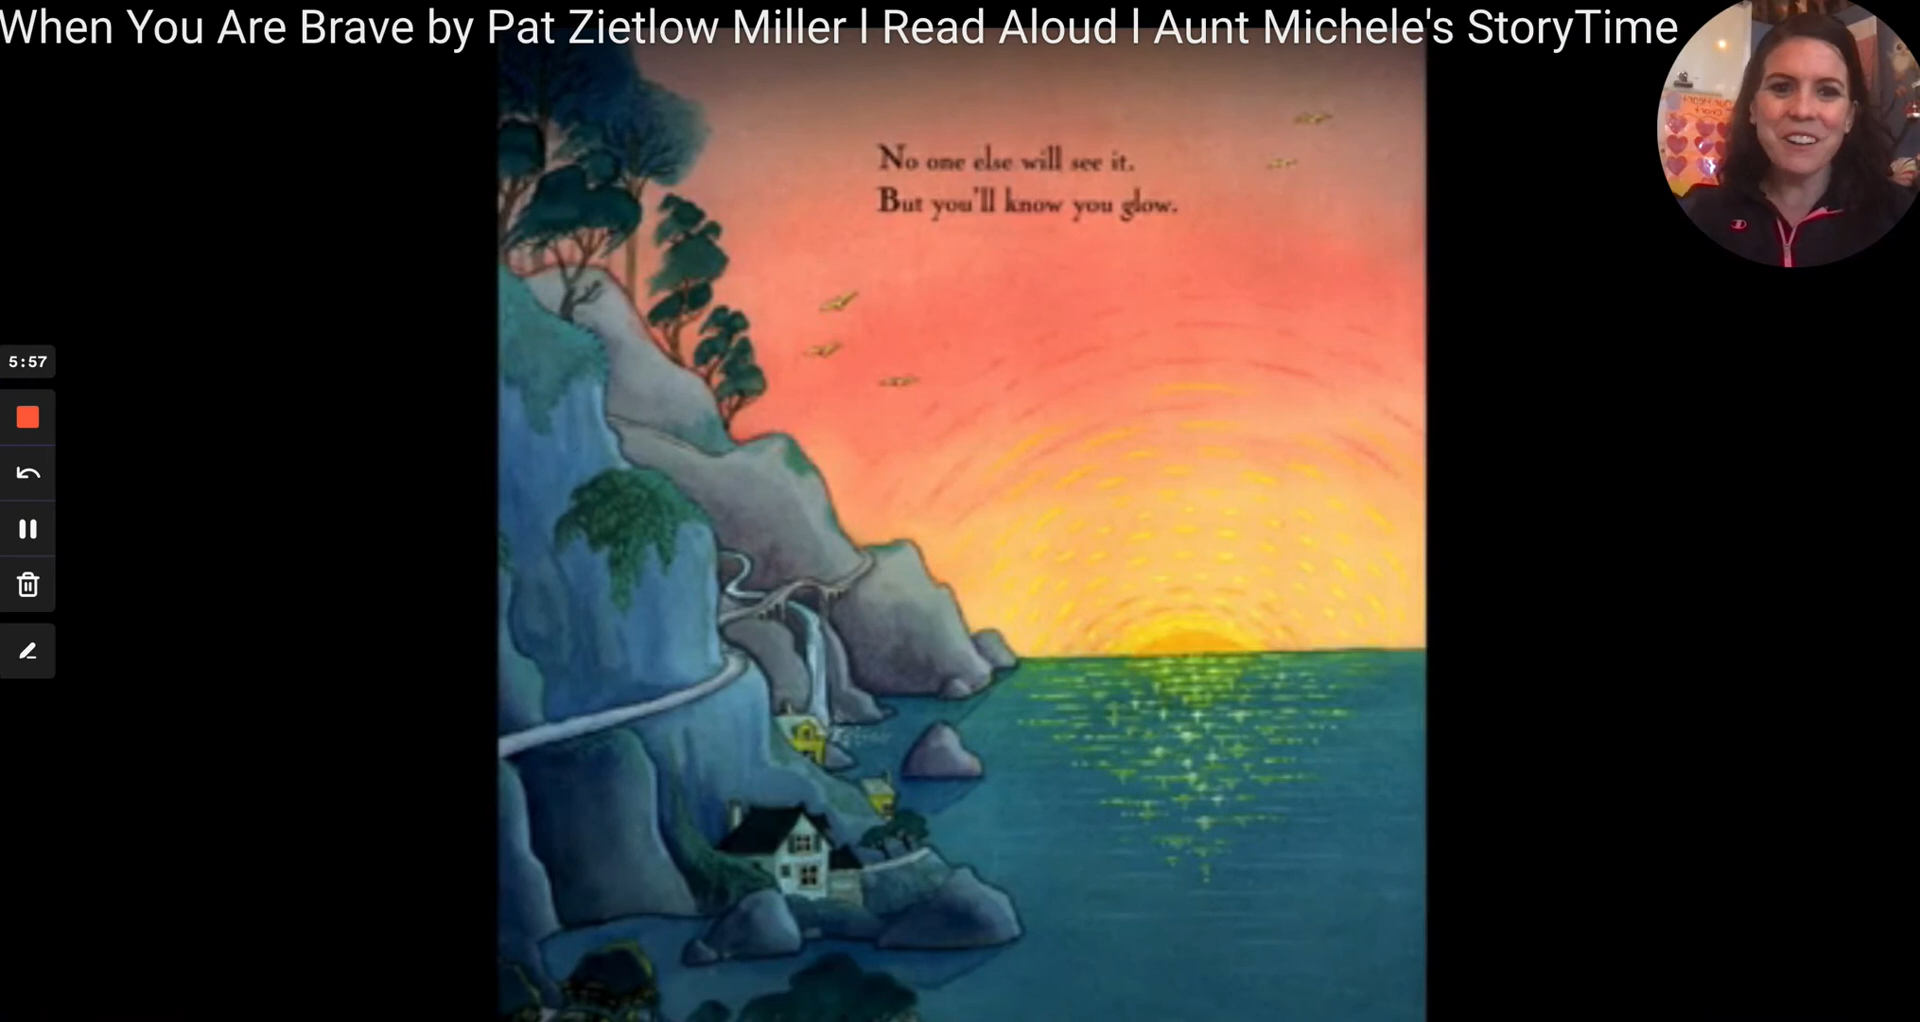 When You Are Brave by Pat Zietlow Miller l Read Aloud l Aunt Michele's StoryTime
No one else will see it.
But you'll know you glow.
5:57